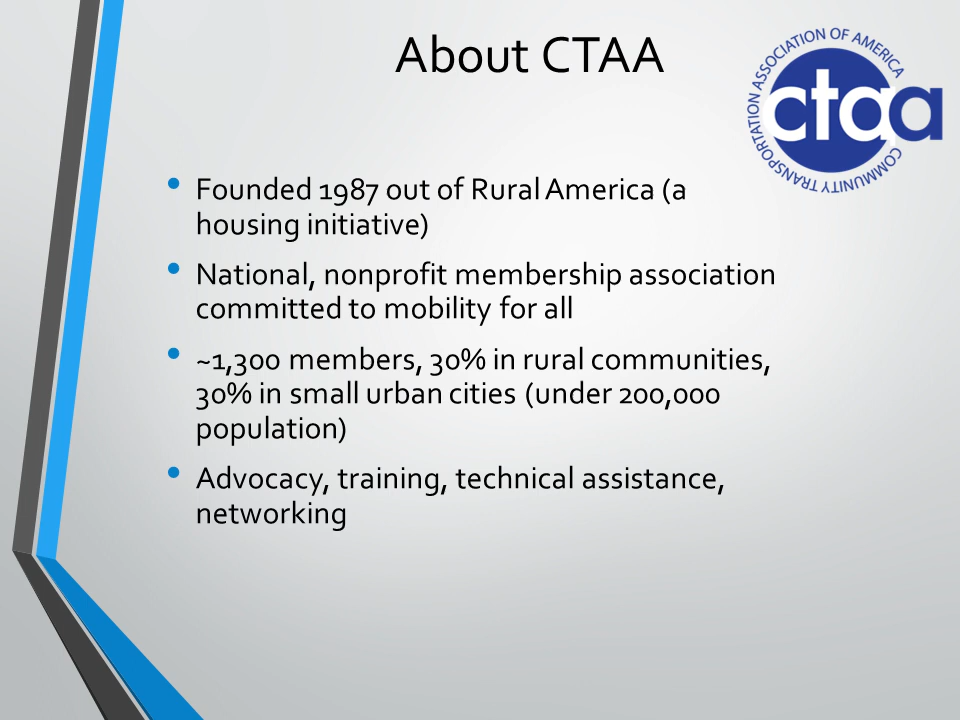 About CTAA
COMMUNITY TRANSPORTATION ASSOCIATION OF AMERICA
ctaa
• Founded 1987 out of Rural America (a
housing initiative)
• National, nonprofit membership association
committed to mobility for all
• ~1,300 members, 30% in rural communities,
30% in small urban cities (under 200,000
population)
• Advocacy, training, technical assistance,
networking